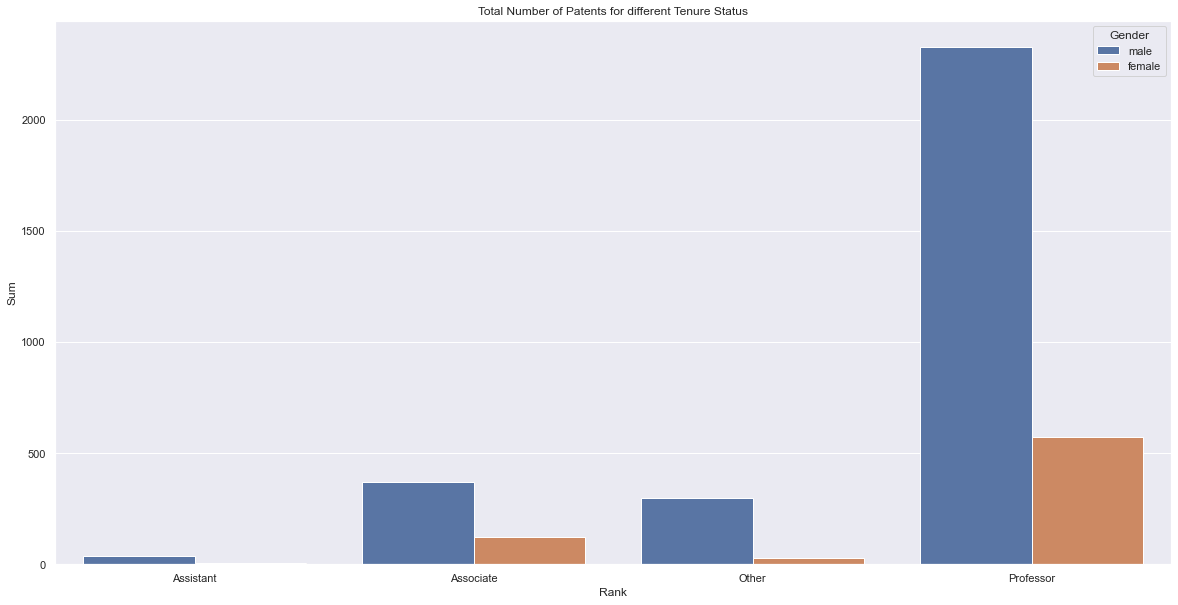 Total Number of Patents for different Tenure Status
Gender
male
female
2000
1500
1000
500
0
Sum
Assistant
Associate
Other
Professor
Rank